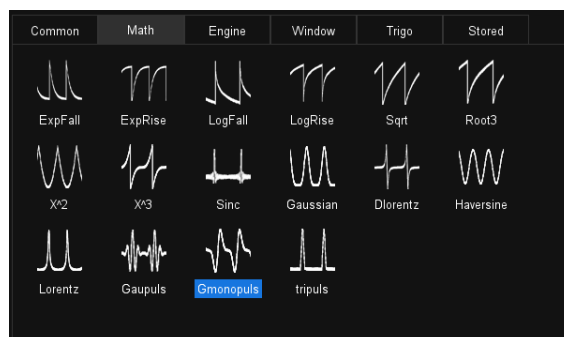 Common Math Engine Window Trigo Stored
ExpFall ExpRise LogFall LogRise Sqrt Root3
X^2 X^3 Sinc Gaussian Dlorentz Haversine
Lorentz Gaupuls Gmonopuls tripuls